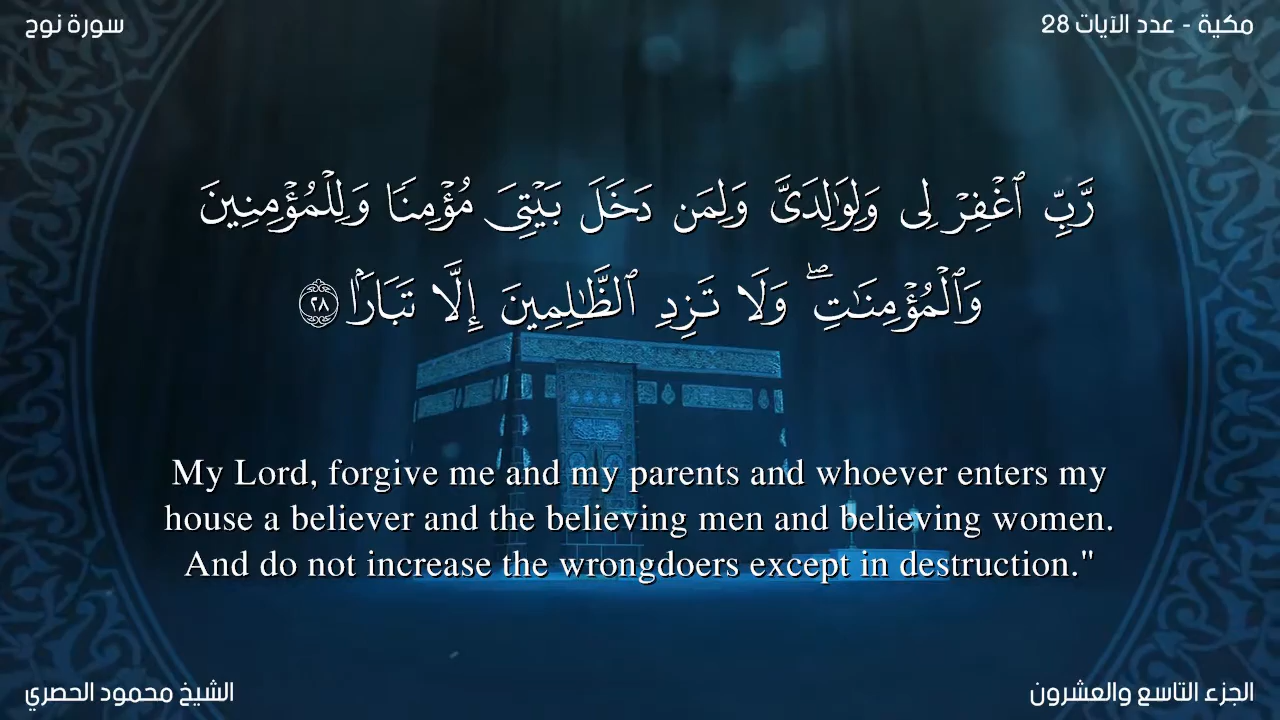 سورة نوح
مكية - عدد الآيات 28
رَّبِّ ٱغْفِرْ لِى وَلِوَٰلِدَىَّ وَلِمَن دَخَلَ بَيْتِىَ مُؤْمِنًا وَلِلْمُؤْمِنِينَ
وَٱلْمُؤْمِنَـٰتِ ۖ وَلَا تَزِدِ ٱلظَّـٰلِمِينَ إِلَّا تَبَارًۢا ٢٨
My Lord, forgive me and my parents and whoever enters my
house a believer and the believing men and believing women.
And do not increase the wrongdoers except in destruction."
الشيخ محمود الحصري
الجزء التاسع والعشرون